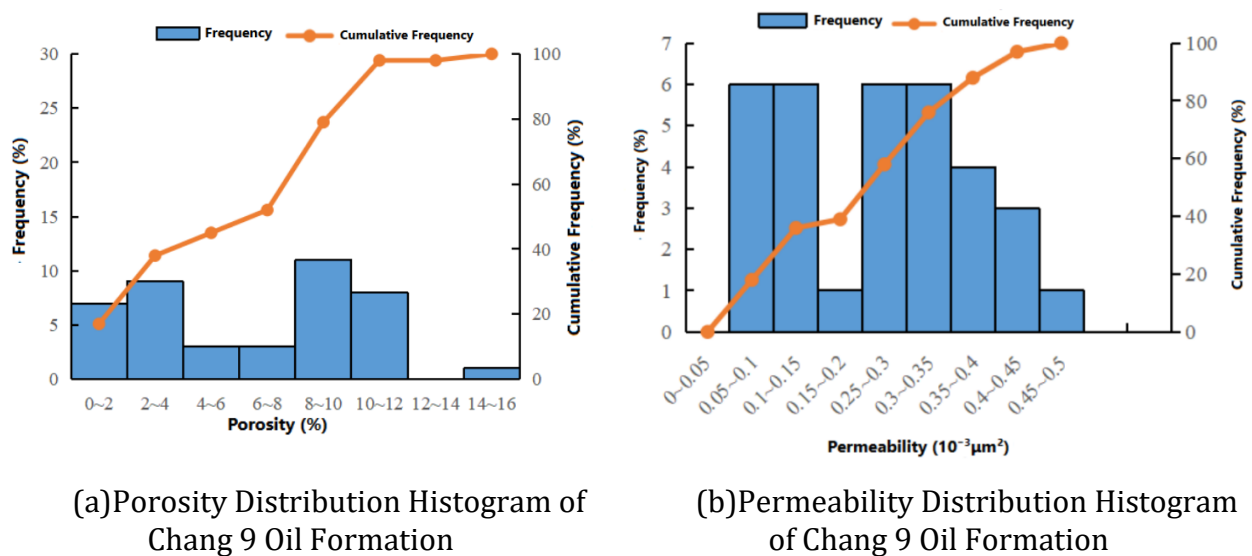 Frequency Cumulative Frequency
30
25
20
15
10
5
0
Frequency (%)
100
80
60
40
20
0
Cumulative Frequency (%)
0~2 2~4 4~6 6~8 8~10 10~12 12~14 14~16
Porosity (%)
(a)Porosity Distribution Histogram of
Chang 9 Oil Formation
Frequency Cumulative Frequency
7
6
5
4
3
2
1
0
Frequency (%)
100
80
60
40
20
0
Cumulative Frequency (%)
0~0.05 0.05~0.1 0.1~0.15 0.15~0.2 0.25~0.3 0.3~0.35 0.35~0.4 0.4~0.45 0.45~0.5
Permeability (10⁻³μm²)
(b)Permeability Distribution Histogram
of Chang 9 Oil Formation